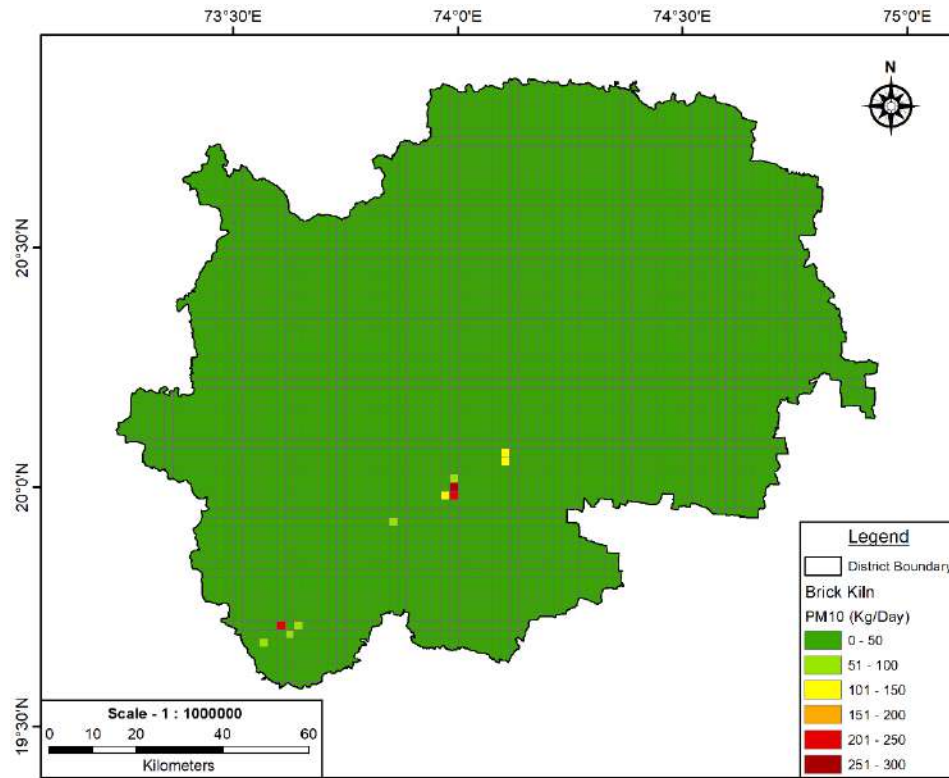 73°30'E 74°0'E 74°30'E 75°0'E
N
20°30'N
20°0'N
19°30'N
Legend
District Boundary
Brick Kiln
PM10 (Kg/Day)
0 - 50
51 - 100
101 - 150
151 - 200
201 - 250
251 - 300
Scale - 1 : 1000000
0 10 20 40 60
Kilometers